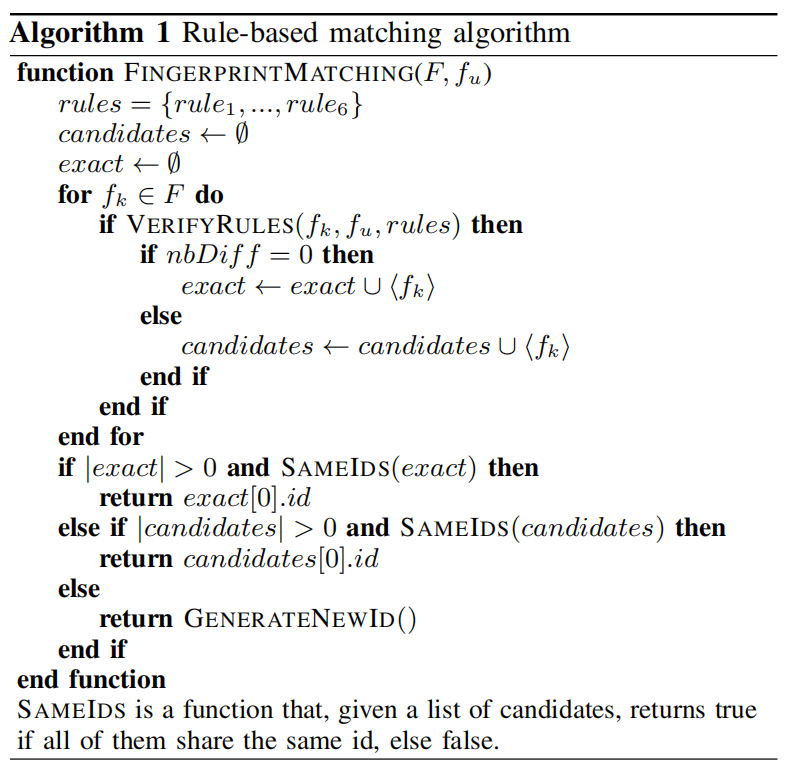 Algorithm 1 Rule-based matching algorithm
function FINGERPRINTMATCHING(F, f_u)
rules = {rule_1, ..., rule_6}
candidates ← ∅
exact ← ∅
for f_k ∈ F do
if VERIFYRULES(f_k, f_u, rules) then
if nbDiff = 0 then
exact ← exact ∪ ⟨f_k⟩
else
candidates ← candidates ∪ ⟨f_k⟩
end if
end if
end for
if |exact| > 0 and SAMEIDS(exact) then
return exact[0].id
else if |candidates| > 0 and SAMEIDS(candidates) then
return candidates[0].id
else
return GENERATENEWID()
end if
end function
SAMEIDS is a function that, given a list of candidates, returns true
if all of them share the same id, else false.